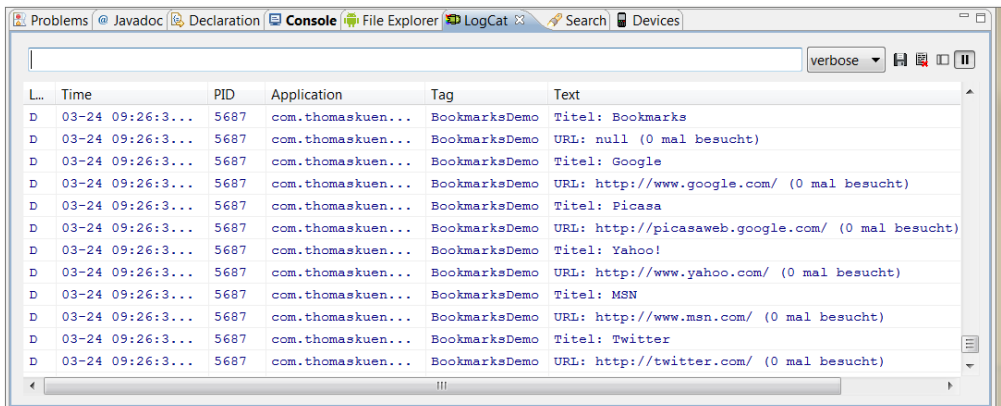 Problems @ Javadoc Declaration Console File Explorer LogCat Search Devices
verbose
L... Time PID Application Tag Text
D 03-24 09:26:3... 5687 com.thomaskuen... BookmarksDemo Titel: Bookmarks
D 03-24 09:26:3... 5687 com.thomaskuen... BookmarksDemo URL: null (0 mal besucht)
D 03-24 09:26:3... 5687 com.thomaskuen... BookmarksDemo Titel: Google
D 03-24 09:26:3... 5687 com.thomaskuen... BookmarksDemo URL: http://www.google.com/ (0 mal besucht)
D 03-24 09:26:3... 5687 com.thomaskuen... BookmarksDemo Titel: Picasa
D 03-24 09:26:3... 5687 com.thomaskuen... BookmarksDemo URL: http://picasaweb.google.com/ (0 mal besucht)
D 03-24 09:26:3... 5687 com.thomaskuen... BookmarksDemo Titel: Yahoo!
D 03-24 09:26:3... 5687 com.thomaskuen... BookmarksDemo URL: http://www.yahoo.com/ (0 mal besucht)
D 03-24 09:26:3... 5687 com.thomaskuen... BookmarksDemo Titel: MSN
D 03-24 09:26:3... 5687 com.thomaskuen... BookmarksDemo URL: http://www.msn.com/ (0 mal besucht)
D 03-24 09:26:3... 5687 com.thomaskuen... BookmarksDemo Titel: Twitter
D 03-24 09:26:3... 5687 com.thomaskuen... BookmarksDemo URL: http://twitter.com/ (0 mal besucht)